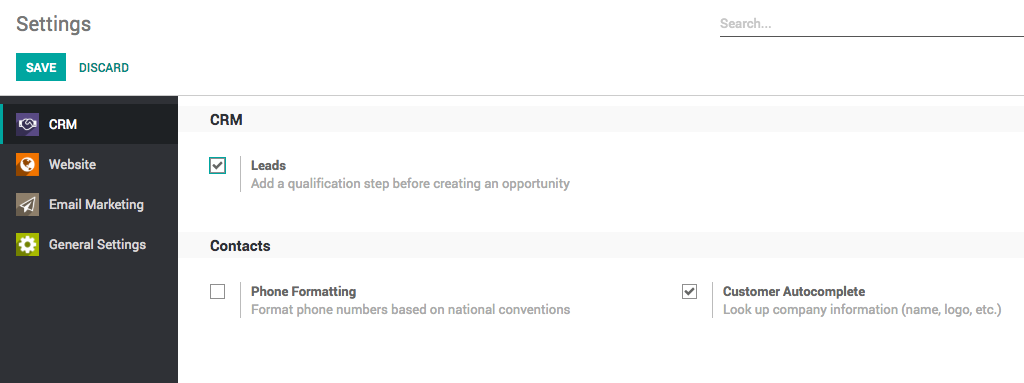 Settings
Search...
SAVE DISCARD
CRM
Website
Email Marketing
General Settings
CRM
Leads
Add a qualification step before creating an opportunity
Contacts
Phone Formatting
Format phone numbers based on national conventions
Customer Autocomplete
Look up company information (name, logo, etc.)